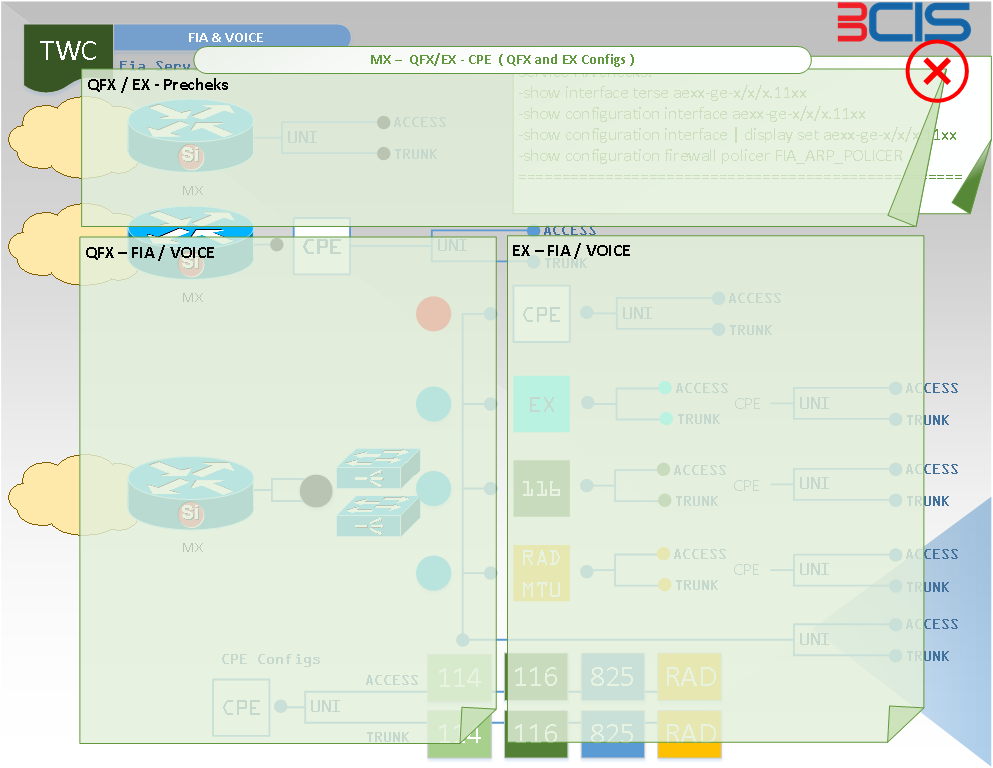 3CIS
TWC
FIA & VOICE
Fia Serv
MX – QFX/EX - CPE ( QFX and EX Configs )
QFX / EX - Precheks
-show interface terse aexx-ge-x/x/x.11xx
-show configuration interface aexx-ge-x/x/x.11xx
-show configuration interface | display set aexx-ge-x/x/x.11xx
-show configuration firewall policer FIA_ARP_POLICER
UNI
ACCESS
TRUNK
Si
MX
CPE
UNI
ACCESS
TRUNK
Si
MX
QFX – FIA / VOICE
EX – FIA / VOICE
CPE
UNI
ACCESS
TRUNK
EX
ACCESS
TRUNK
CPE
UNI
ACCESS
TRUNK
116
ACCESS
TRUNK
CPE
UNI
ACCESS
TRUNK
Si
MX
RAD
MTU
ACCESS
TRUNK
CPE
UNI
ACCESS
TRUNK
UNI
ACCESS
TRUNK
CPE Configs
CPE
UNI
ACCESS
114
116
825
RAD
TRUNK
114
116
825
RAD